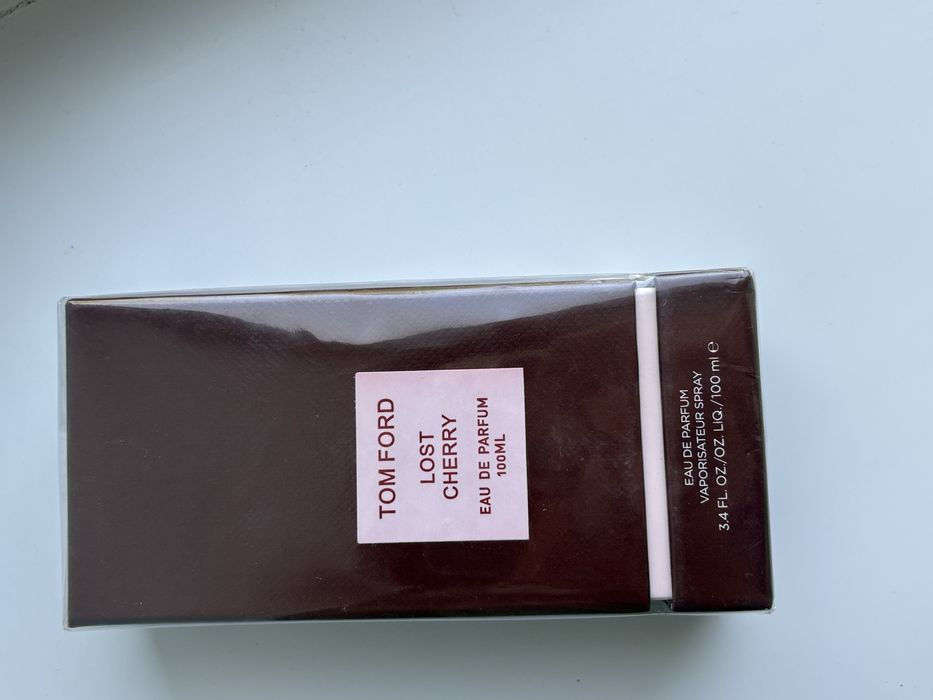 TOM FORD
LOST
CHERRY
EAU DE PARFUM
100ML
EAU DE PARFUM
VAPORISATEUR SPRAY
3.4 FL. OZ./OZ. LIQ./100 ml ℮